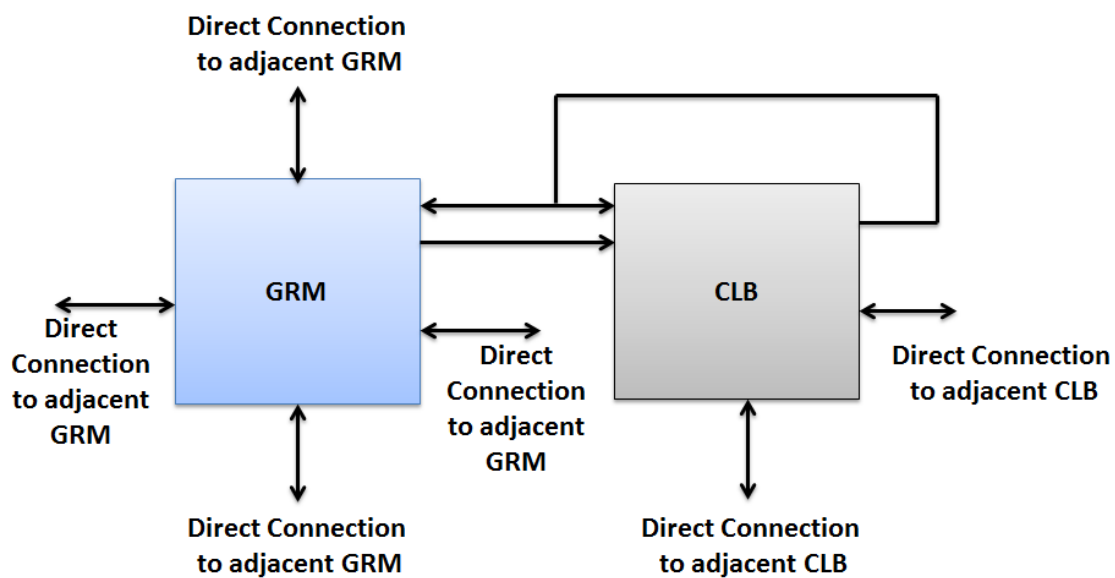 Direct Connection
to adjacent GRM
GRM
CLB
Direct
Connection
to adjacent
GRM
Direct
Connection
to adjacent
GRM
Direct Connection
to adjacent CLB
Direct Connection
to adjacent GRM
Direct Connection
to adjacent CLB